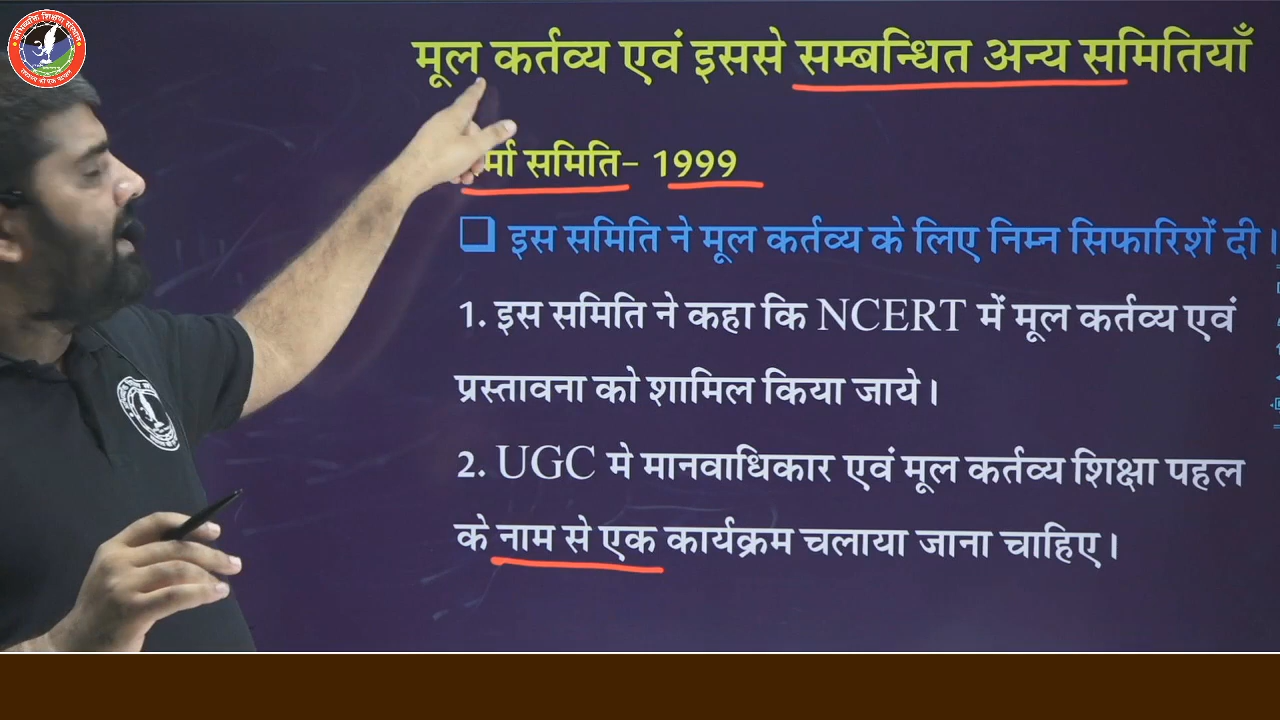 मूल कर्तव्य एवं इससे सम्बन्धित अन्य समितियाँ
समिति– 1999
❑ इस समिति ने मूल कर्तव्य के लिए निम्न सिफारिशें दी।
1. इस समिति ने कहा कि NCERT में मूल कर्तव्य एवं
प्रस्तावना को शामिल किया जाये।
2. UGC मे मानवाधिकार एवं मूल कर्तव्य शिक्षा पहल
के नाम से एक कार्यक्रम चलाया जाना चाहिए।